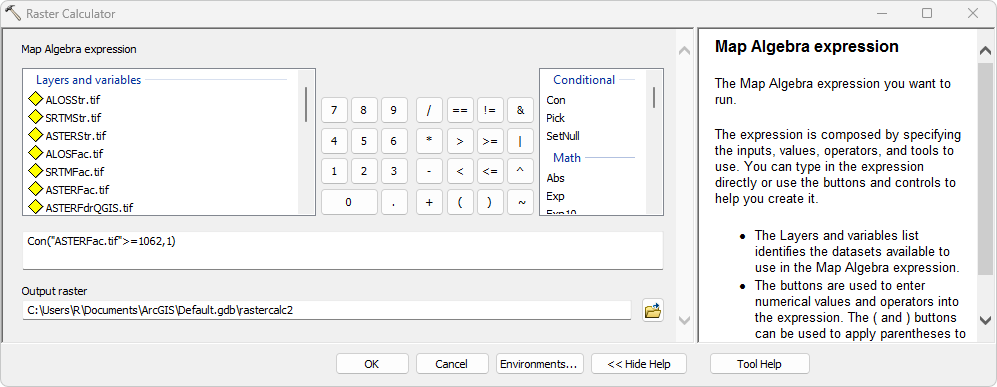 Raster Calculator
Map Algebra expression
Layers and variables
ALOSStr.tif
SRTMStr.tif
ASTERStr.tif
ALOSFac.tif
SRTMFac.tif
ASTERFac.tif
ASTERFdrQGIS.tif
7 8 9 / == != &
4 5 6 * > >= |
1 2 3 - < <= ^
0 . + ( ) ~
Conditional
Con
Pick
SetNull
Math
Abs
Exp
Exp10
Con("ASTERFac.tif">=1062,1)
Output raster
C:\Users\R\Documents\ArcGIS\Default.gdb\rastercalc2
OK Cancel Environments... << Hide Help Tool Help
Map Algebra expression
The Map Algebra expression you want to
run.
The expression is composed by specifying
the inputs, values, operators, and tools to
use. You can type in the expression
directly or use the buttons and controls to
help you create it.
• The Layers and variables list
identifies the datasets available to
use in the Map Algebra expression.
• The buttons are used to enter
numerical values and operators into
the expression. The ( and ) buttons
can be used to apply parentheses to